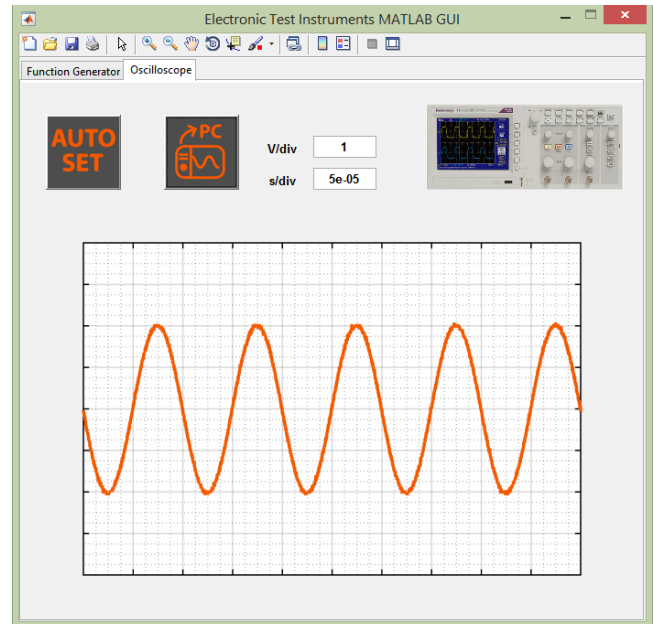 Electronic Test Instruments MATLAB GUI
Function Generator
Oscilloscope
AUTO
SET
PC
V/div
1
s/div
5e-05